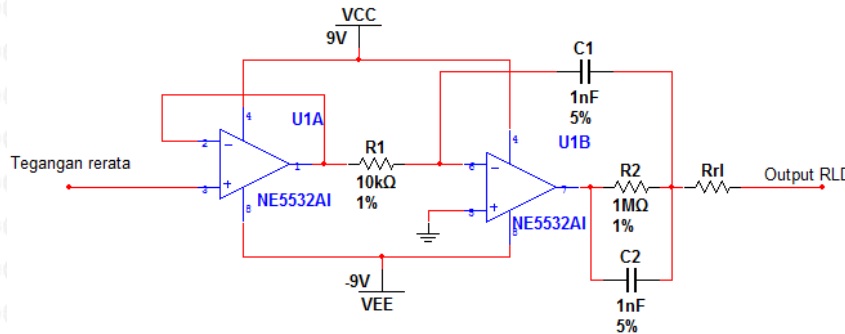 VCC
9V
C1
1nF
5%
4
U1A
2
1
3
Tegangan rerata
8
NE5532AI
R1
10kΩ
1%
4
U1B
6
7
5
8
NE5532AI
R2
1MΩ
1%
Rrl
Output RLD
C2
1nF
5%
-9V
VEE